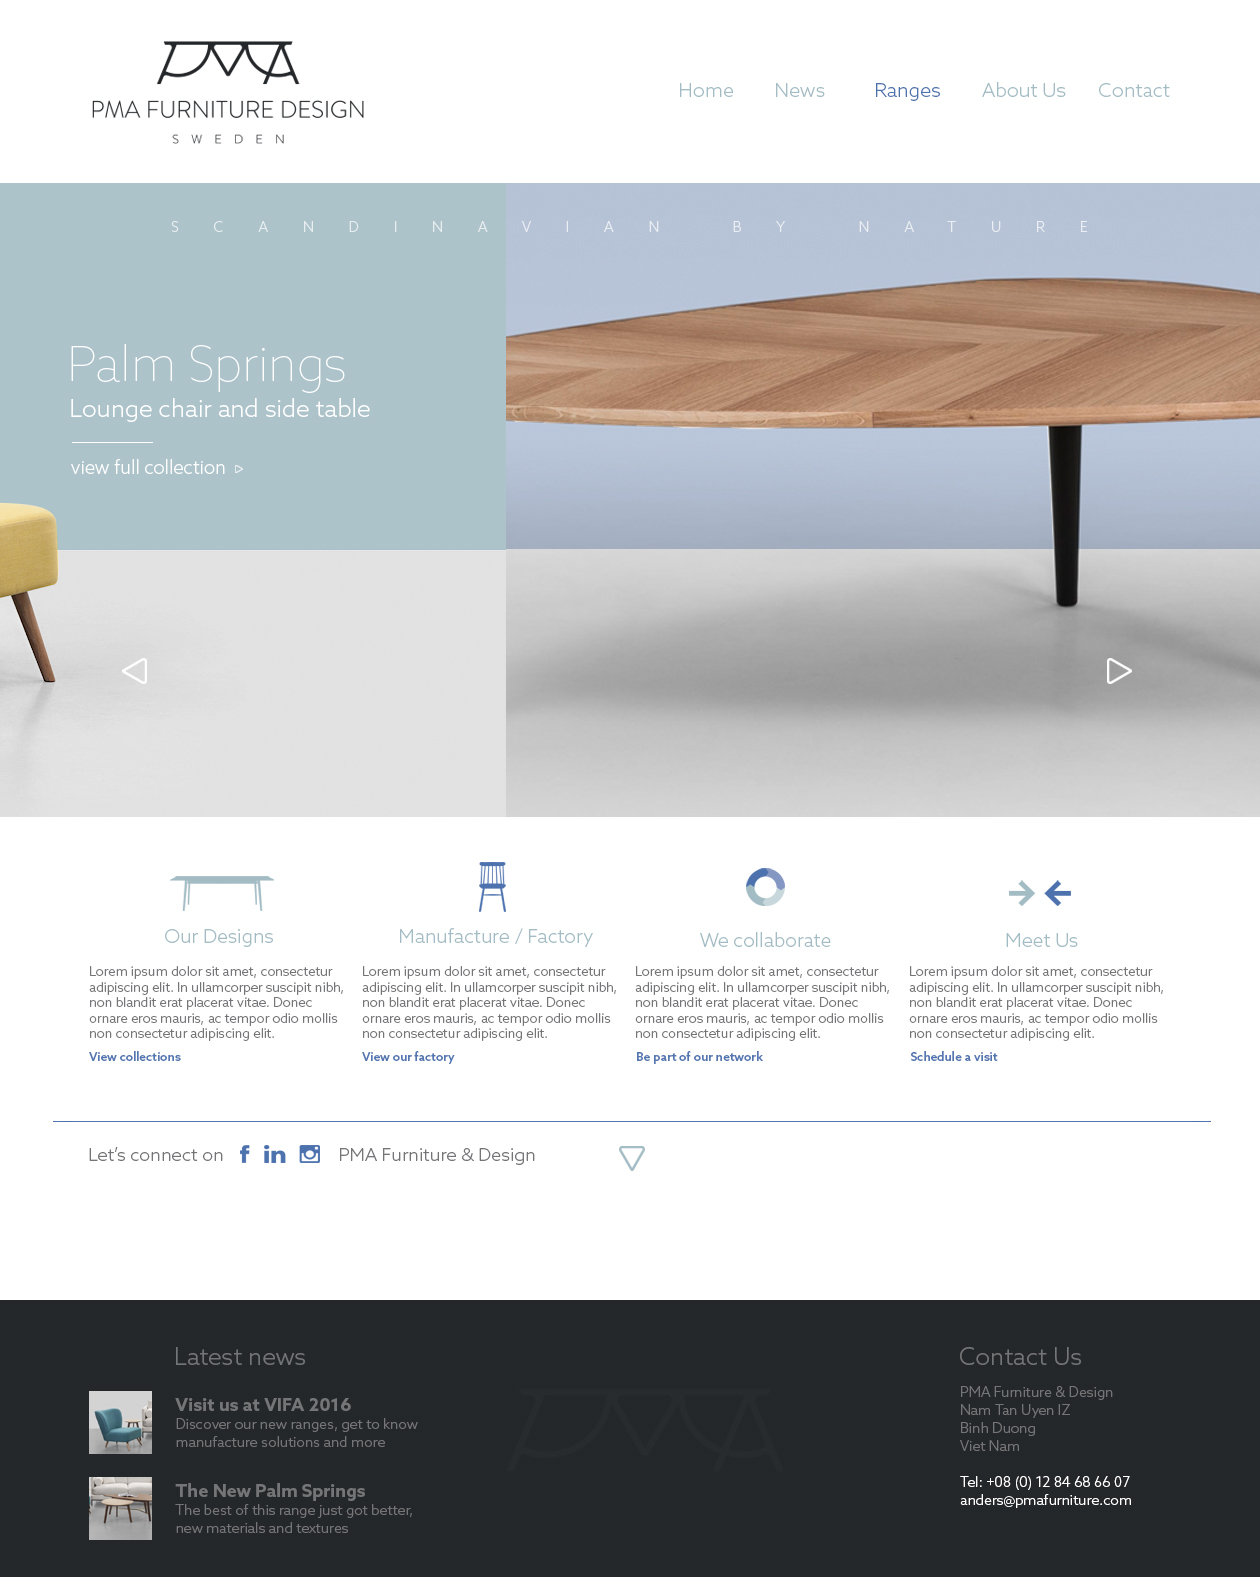 PMA
PMA FURNITURE DESIGN
SWEDEN
Home News Ranges About Us Contact
SCANDINAVIAN BY NATURE
Palm Springs
Lounge chair and side table
view full collection
Our Designs
Lorem ipsum dolor sit amet, consectetur
adipiscing elit. In ullamcorper suscipit nibh,
non blandit erat placerat vitae. Donec
ornare eros mauris, ac tempor odio mollis
non consectetur adipiscing elit.
View collections
Manufacture / Factory
Lorem ipsum dolor sit amet, consectetur
adipiscing elit. In ullamcorper suscipit nibh,
non blandit erat placerat vitae. Donec
ornare eros mauris, ac tempor odio mollis
non consectetur adipiscing elit.
View our factory
We collaborate
Lorem ipsum dolor sit amet, consectetur
adipiscing elit. In ullamcorper suscipit nibh,
non blandit erat placerat vitae. Donec
ornare eros mauris, ac tempor odio mollis
non consectetur adipiscing elit.
Be part of our network
Meet Us
Lorem ipsum dolor sit amet, consectetur
adipiscing elit. In ullamcorper suscipit nibh,
non blandit erat placerat vitae. Donec
ornare eros mauris, ac tempor odio mollis
non consectetur adipiscing elit.
Schedule a visit
Let's connect on f in PMA Furniture & Design
Latest news
Visit us at VIFA 2016
Discover our new ranges, get to know
manufacture solutions and more
The New Palm Springs
The best of this range just got better,
new materials and textures
PMA
Contact Us
PMA Furniture & Design
Nam Tan Uyen IZ
Binh Duong
Viet Nam
Tel: +08 (0) 12 84 68 66 07
anders@pmafurniture.com